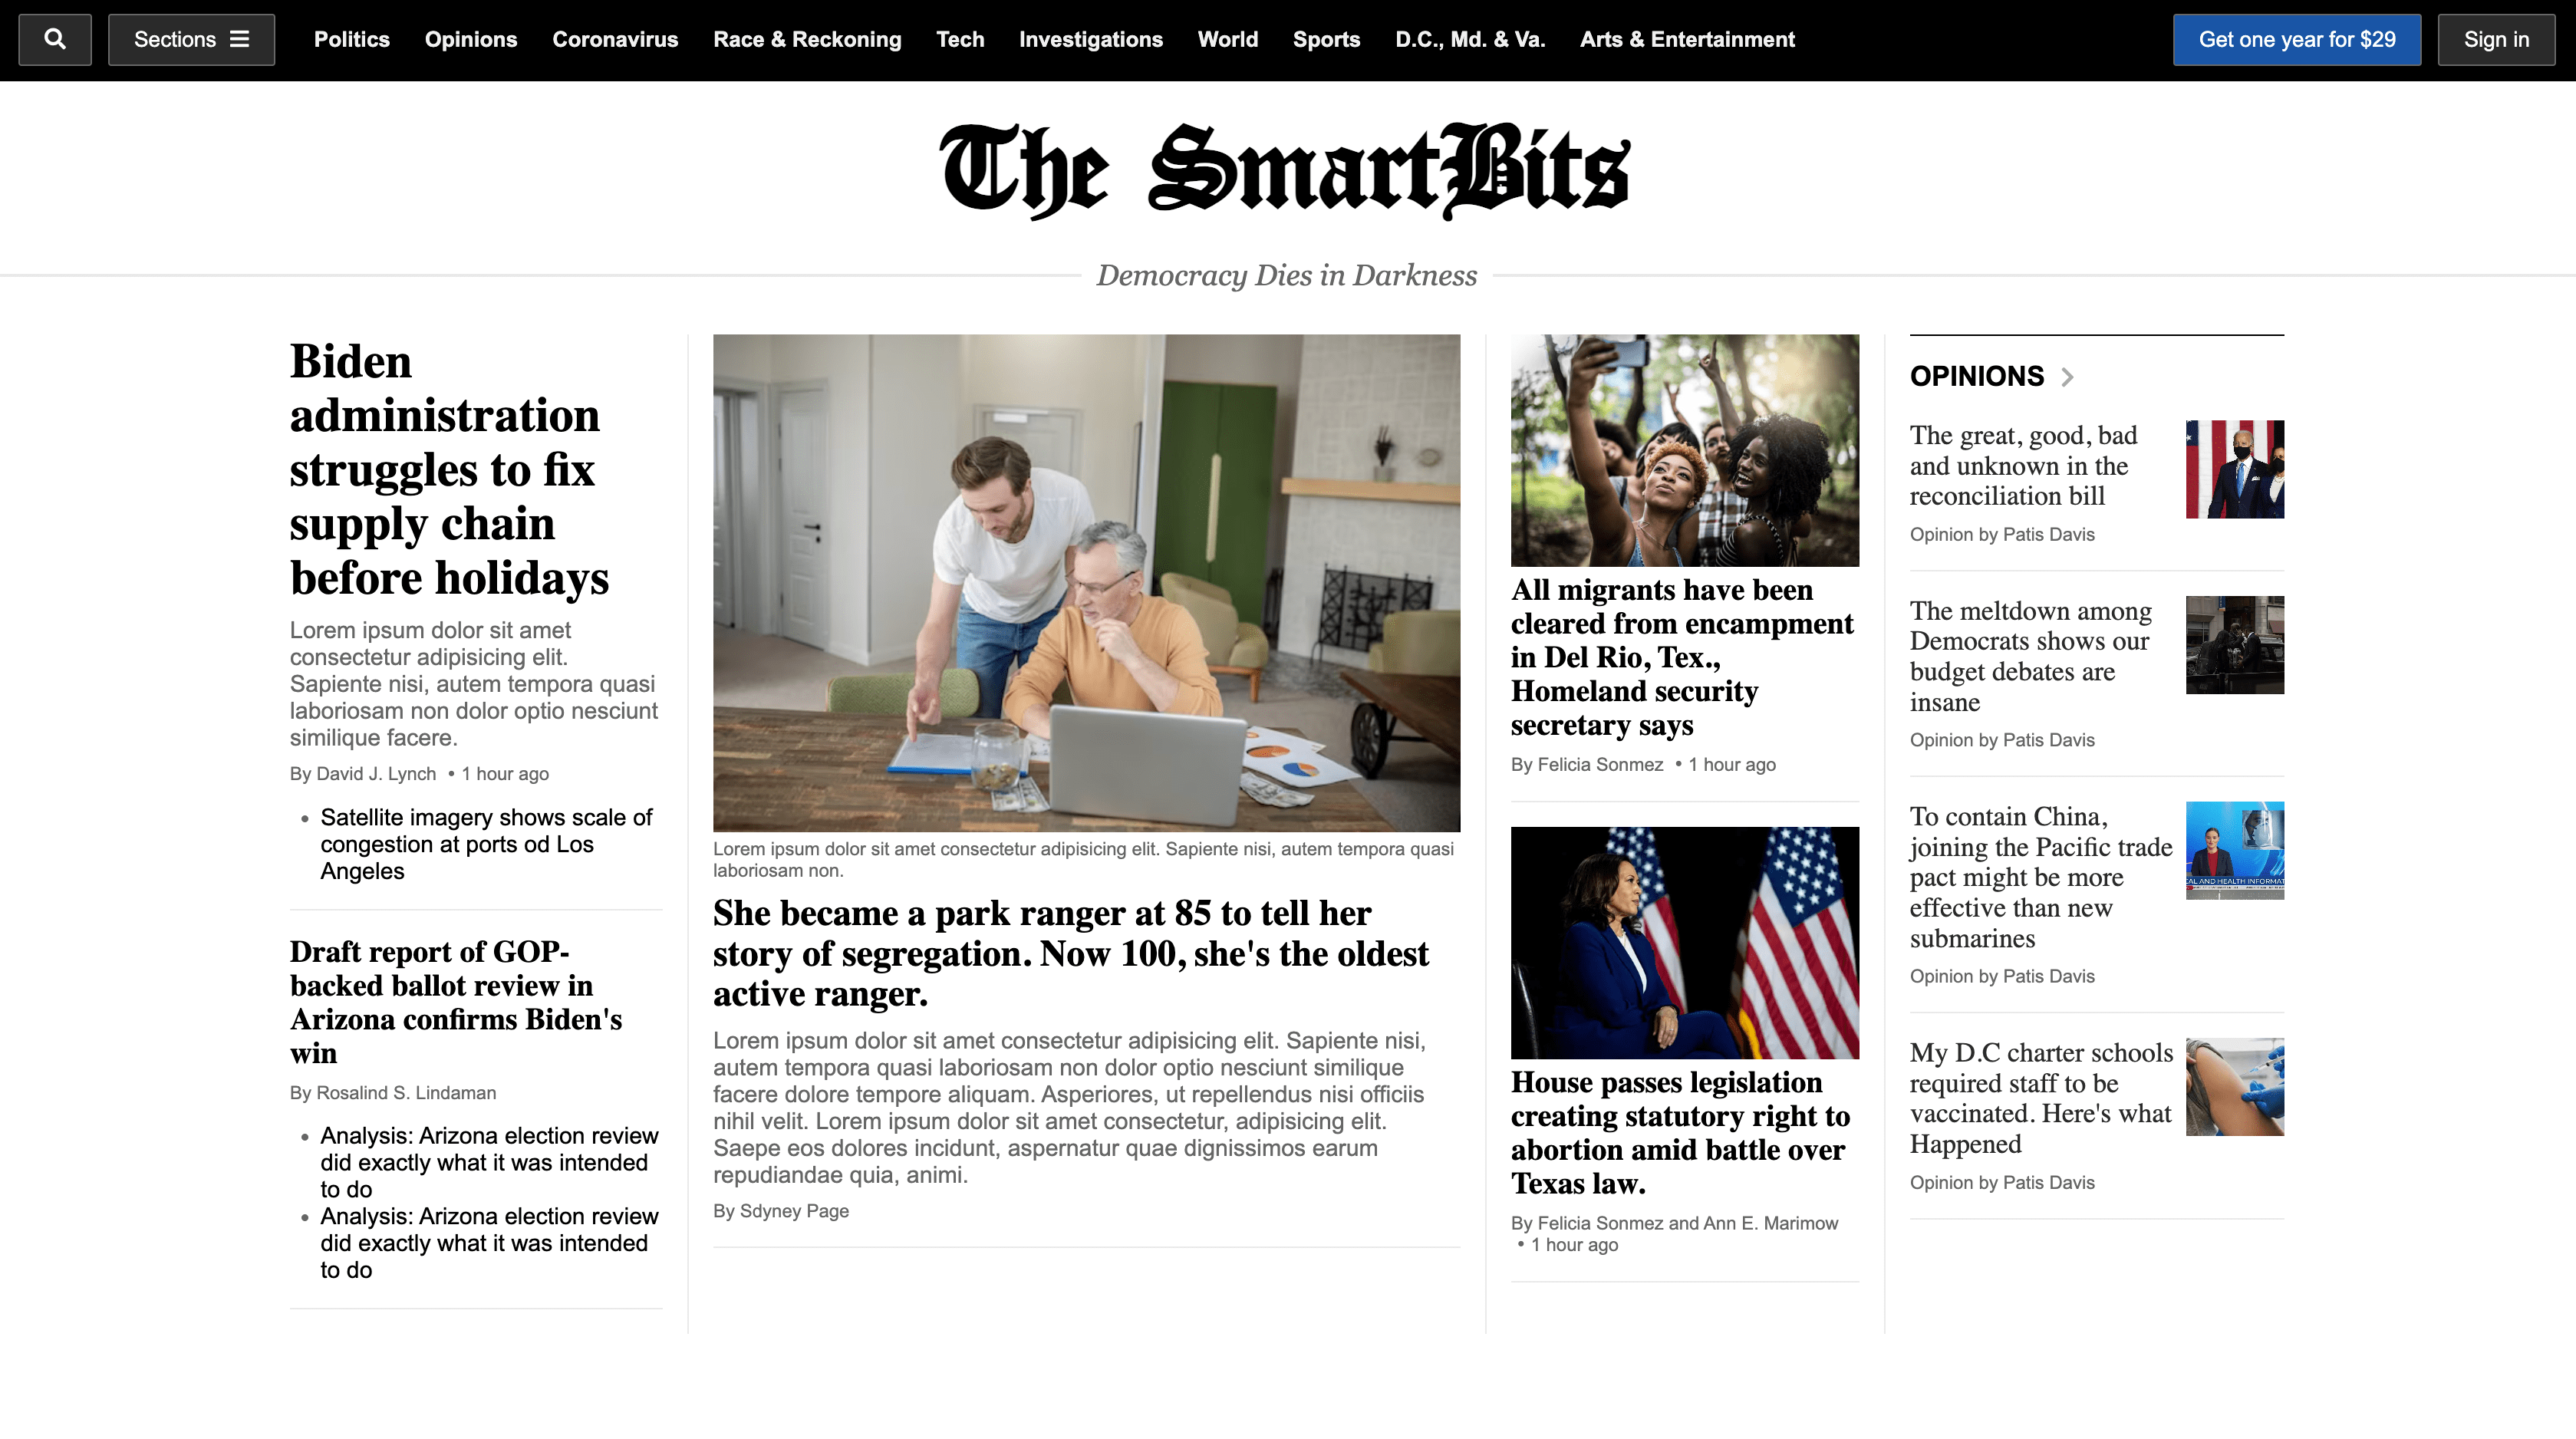 Sections
Politics
Opinions
Coronavirus
Race & Reckoning
Tech
Investigations
World
Sports
D.C., Md. & Va.
Arts & Entertainment
Get one year for $29
Sign in
The SmartBits
Democracy Dies in Darkness
Biden
administration
struggles to fix
supply chain
before holidays
Lorem ipsum dolor sit amet
consectetur adipisicing elit.
Sapiente nisi, autem tempora quasi
laboriosam non dolor optio nesciunt
similique facere.
By David J. Lynch • 1 hour ago
• Satellite imagery shows scale of
congestion at ports od Los
Angeles
Draft report of GOP-
backed ballot review in
Arizona confirms Biden's
win
By Rosalind S. Lindaman
• Analysis: Arizona election review
did exactly what it was intended
to do
• Analysis: Arizona election review
did exactly what it was intended
to do
Lorem ipsum dolor sit amet consectetur adipisicing elit. Sapiente nisi, autem tempora quasi
laboriosam non.
She became a park ranger at 85 to tell her
story of segregation. Now 100, she's the oldest
active ranger.
Lorem ipsum dolor sit amet consectetur adipisicing elit. Sapiente nisi,
autem tempora quasi laboriosam non dolor optio nesciunt similique
facere dolore tempore aliquam. Asperiores, ut repellendus nisi officiis
nihil velit. Lorem ipsum dolor sit amet consectetur, adipisicing elit.
Saepe eos dolores incidunt, aspernatur quae dignissimos earum
repudiandae quia, animi.
By Sdyney Page
All migrants have been
cleared from encampment
in Del Rio, Tex.,
Homeland security
secretary says
By Felicia Sonmez • 1 hour ago
House passes legislation
creating statutory right to
abortion amid battle over
Texas law.
By Felicia Sonmez and Ann E. Marimow
• 1 hour ago
OPINIONS
The great, good, bad
and unknown in the
reconciliation bill
Opinion by Patis Davis
The meltdown among
Democrats shows our
budget debates are
insane
Opinion by Patis Davis
To contain China,
joining the Pacific trade
pact might be more
effective than new
submarines
AND HEALTH
Opinion by Patis Davis
My D.C charter schools
required staff to be
vaccinated. Here's what
Happened
Opinion by Patis Davis